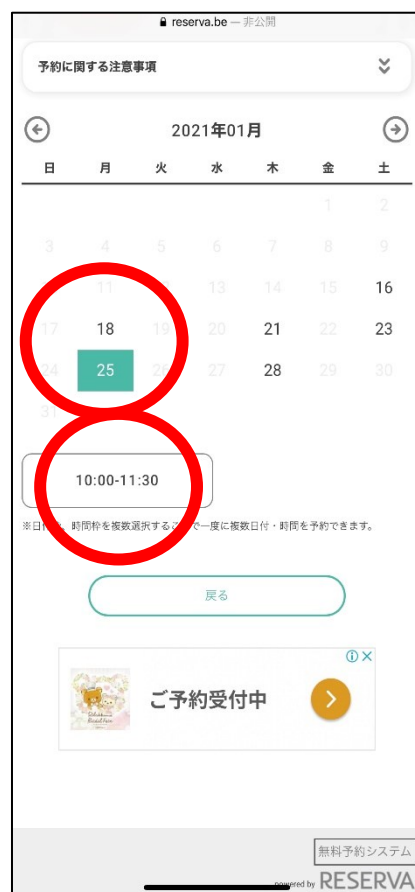 reserva.be — 非公開
予約に関する注意事項
2021年01月
日 月 火 水 木 金 土
1 2
3 4 5 6 7 8 9
11 13 14 15 16
17 18 19 20 21 22 23
24 25 26 27 28 29 30
31
10:00-11:30
※日 時間枠を複数選択するこ で一度に複数日付・時間を予約できます。
戻る
ご予約受付中
無料予約システム
powered by RESERVA